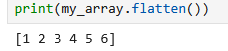 print(my_array.flatten())
[1 2 3 4 5 6]